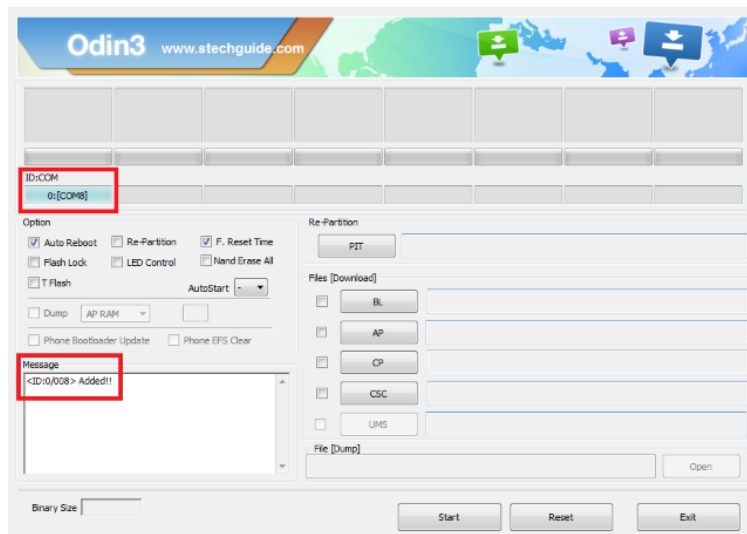 Odin3 www.stechguide.com
ID:COM
0:[COM8]
Option
Auto Reboot Re-Partition F. Reset Time
Flash Lock LED Control Nand Erase All
T Flash AutoStart -
Dump AP RAM
Phone Bootloader Update Phone EFS Clear
Message
<ID:0/008> Added!!
Re-Partition
PIT
Files [Download]
BL
AP
CP
CSC
UMS
File [Dump]
Open
Binary Size
Start Reset Exit